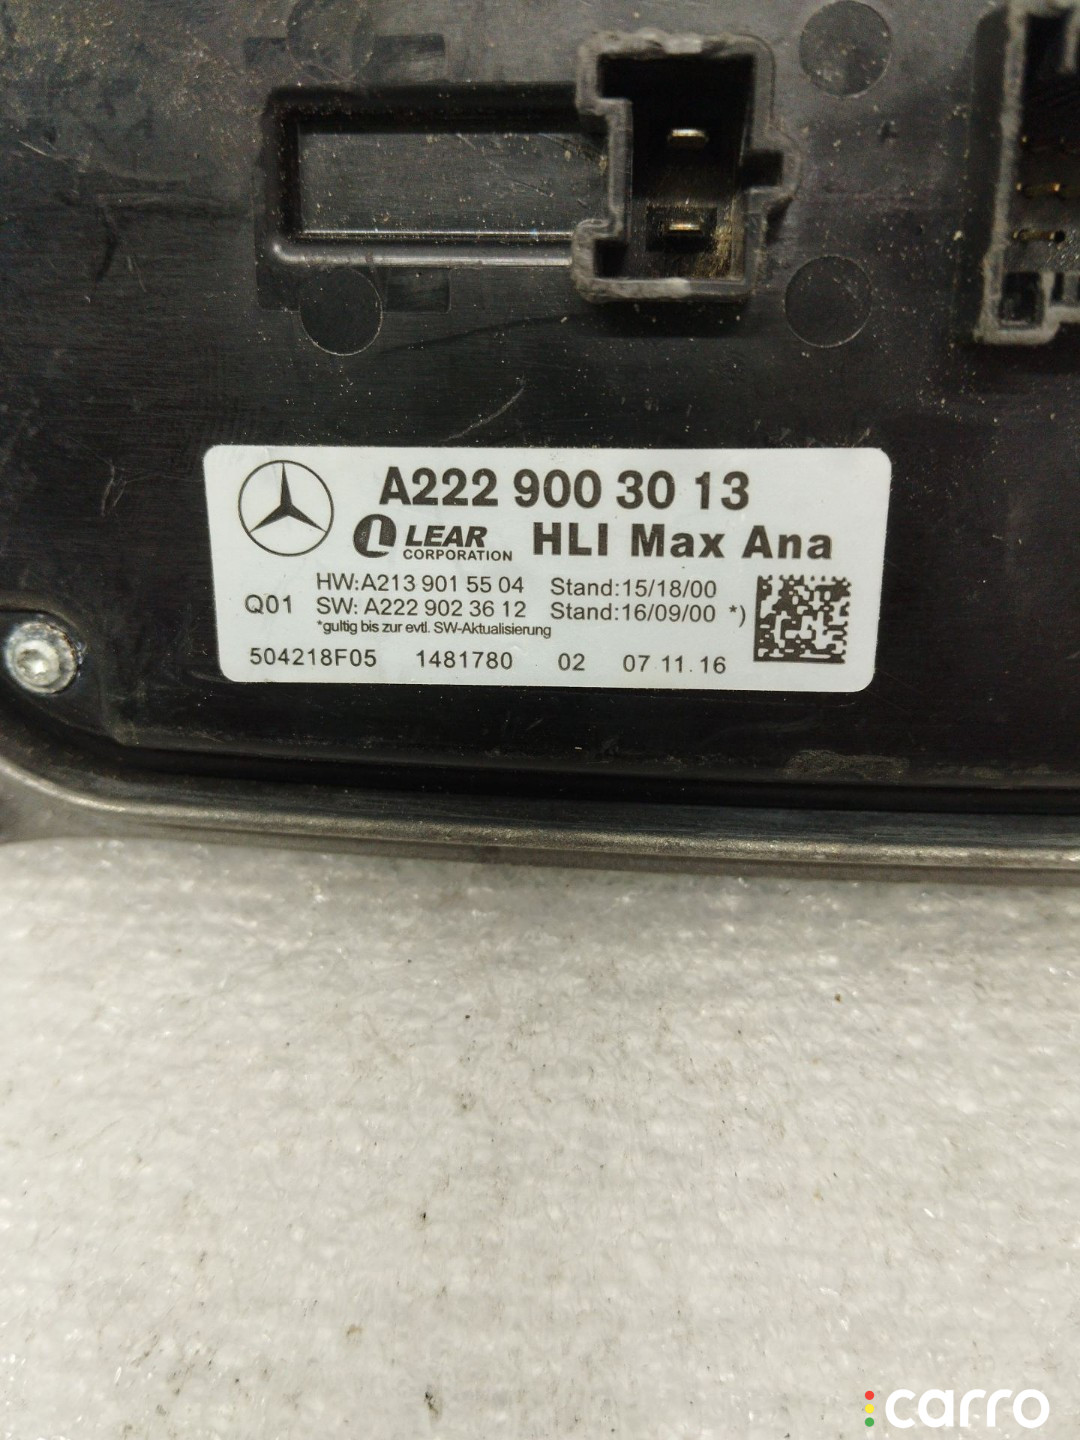 A222 900 30 13
L LEAR CORPORATION HLI Max Ana
HW:A213 901 55 04 Stand:15/18/00
Q01 SW: A222 902 36 12 Stand:16/09/00 *)
*gultig bis zur evtl. SW-Aktualisierung
504218F05 1481780 02 07.11.16
carro